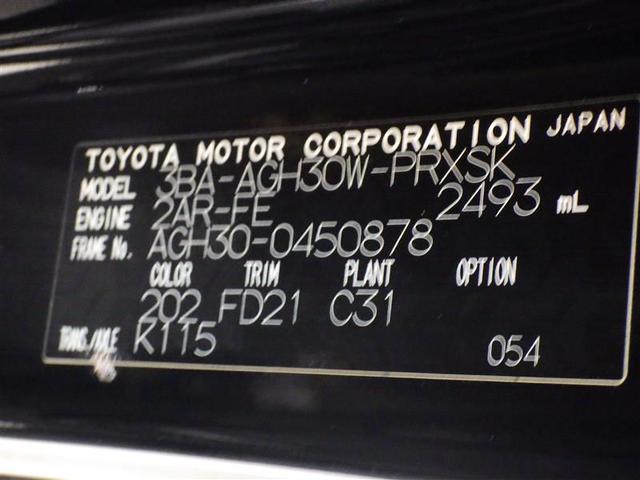 TOYOTA MOTOR CORPORATION JAPAN
MODEL 3BA-AGH30W-PRXSK
ENGINE 2AR-FE 2493 mL
FRAME No. AGH30-0450878
COLOR TRIM PLANT OPTION
202 FD21 C31
TRANS./AXLE K115
054